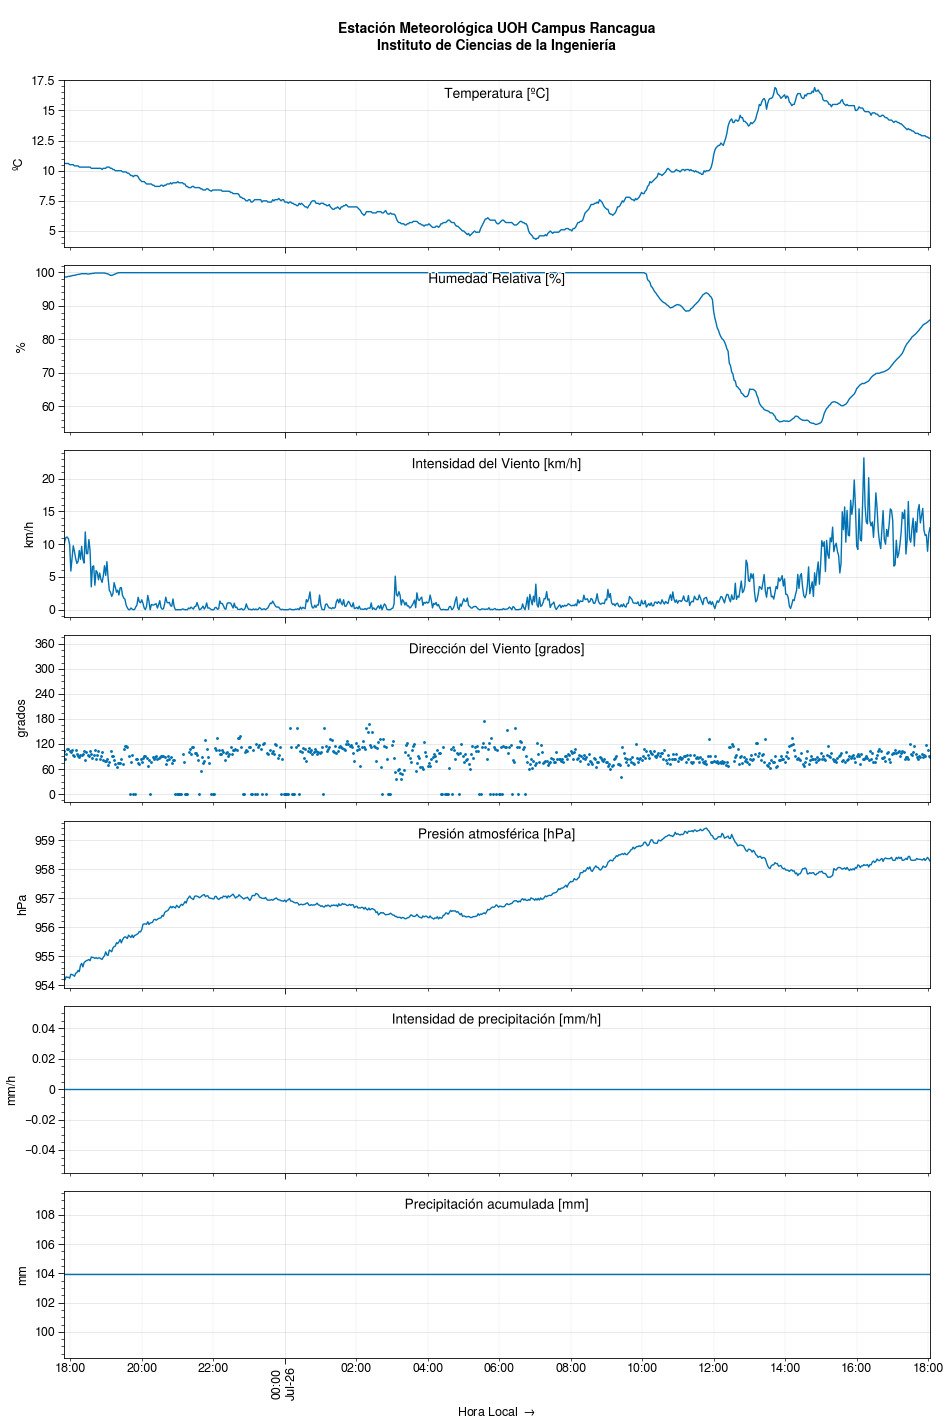 Estación Meteorológica UOH Campus Rancagua
Instituto de Ciencias de la Ingeniería
Temperatura [ºC]
ºC
17.5
15
12.5
10
7.5
5
Humedad Relativa [%]
%
100
90
80
70
60
Intensidad del Viento [km/h]
km/h
20
15
10
5
0
Dirección del Viento [grados]
grados
360
300
240
180
120
60
0
Presión atmosférica [hPa]
hPa
959
958
957
956
955
954
Intensidad de precipitación [mm/h]
mm/h
0.04
0.02
0
−0.02
−0.04
Precipitación acumulada [mm]
mm
108
106
104
102
100
18:00 20:00 22:00 00:00 02:00 04:00 06:00 08:00 10:00 12:00 14:00 16:00 18:00
Jul-26
Hora Local →